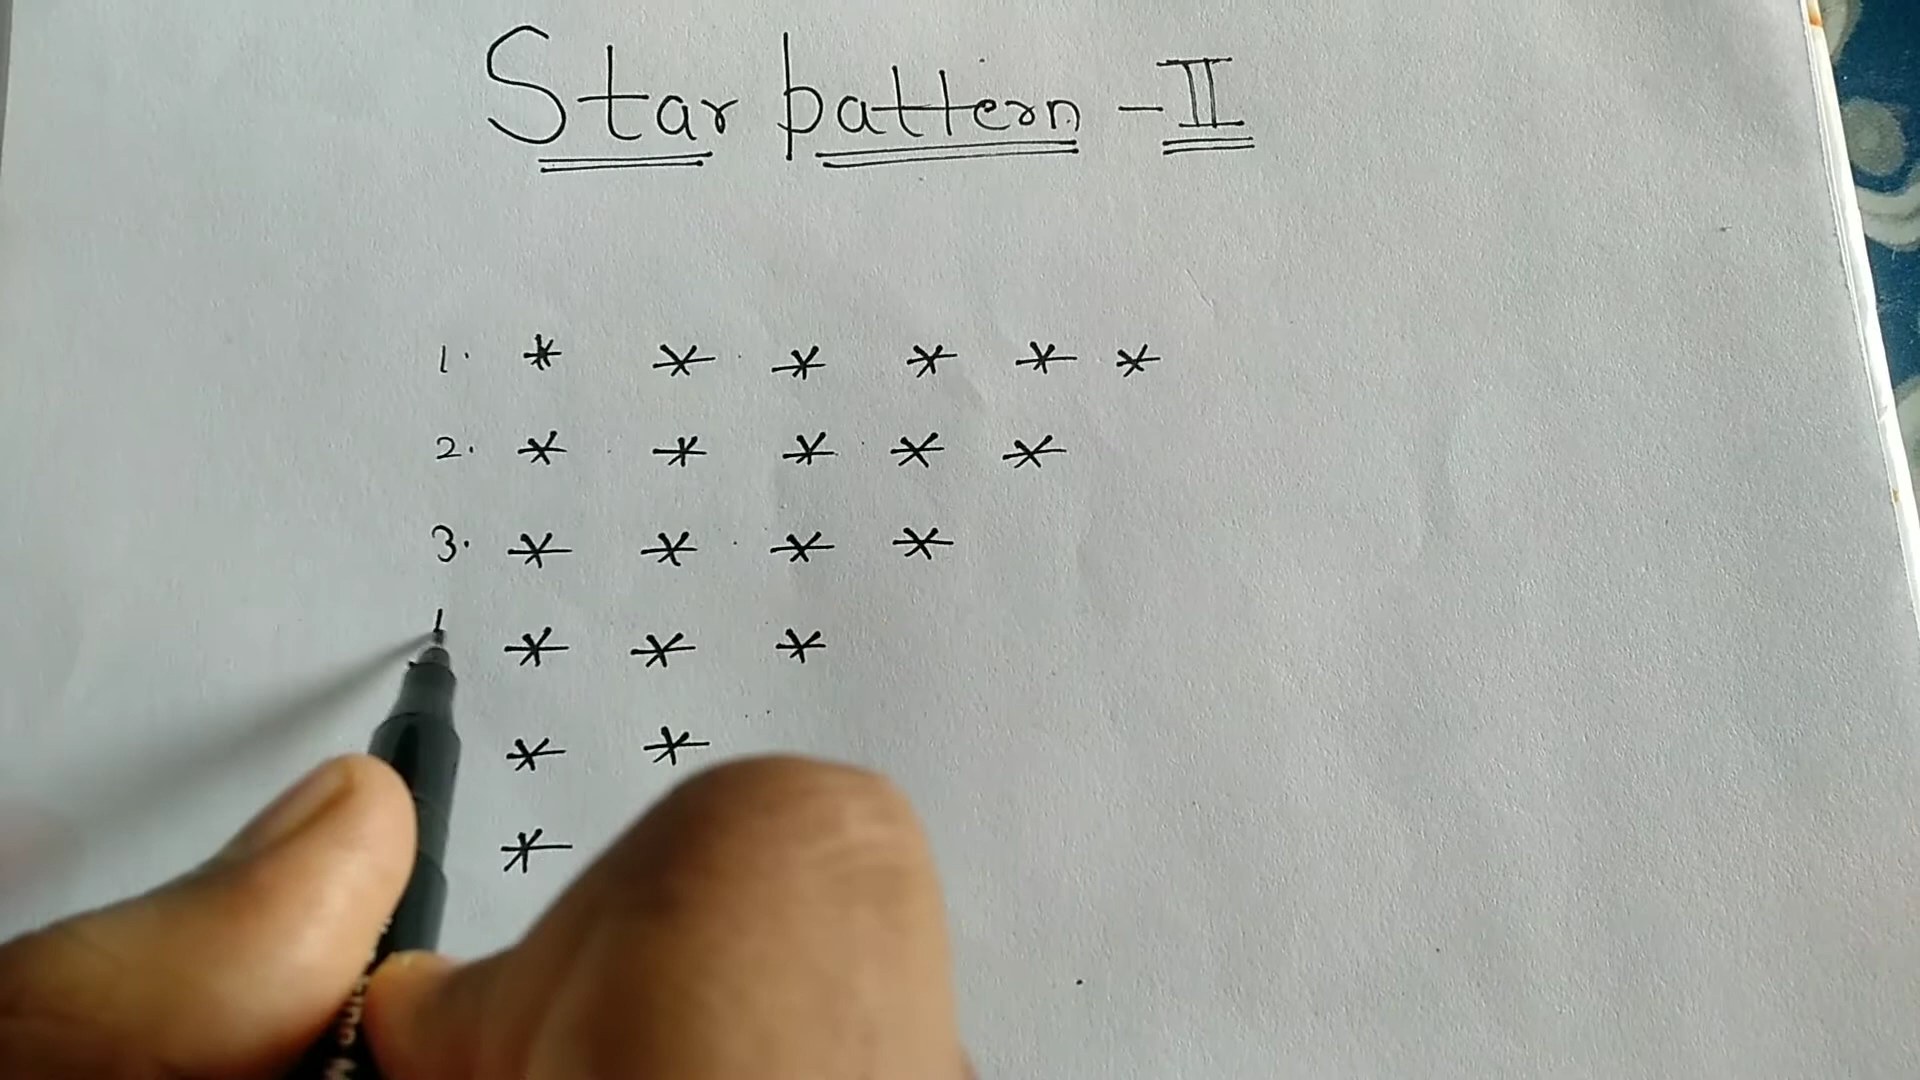 Star pattern - II
1. * * * * * *
2. * * * * *
3. * * * *
* * *
* *
*